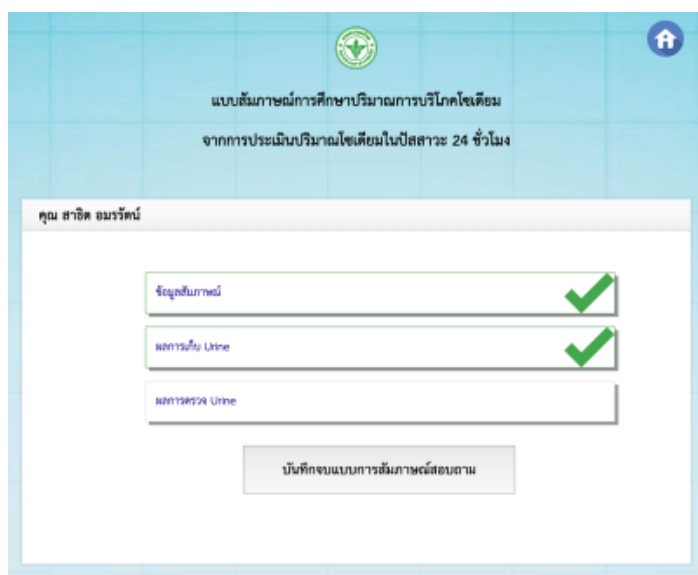 แบบสัมภาษณ์การศึกษาปริมาณการบริโภคโซเดียม
จากการประเมินปริมาณโซเดียมในปัสสาวะ 24 ชั่วโมง
คุณ สาธิต อมรรัตน์
ข้อมูลสัมภาษณ์
ผลการเก็บ Urine
ผลการตรวจ Urine
บันทึกจบแบบการสัมภาษณ์สอบถาม